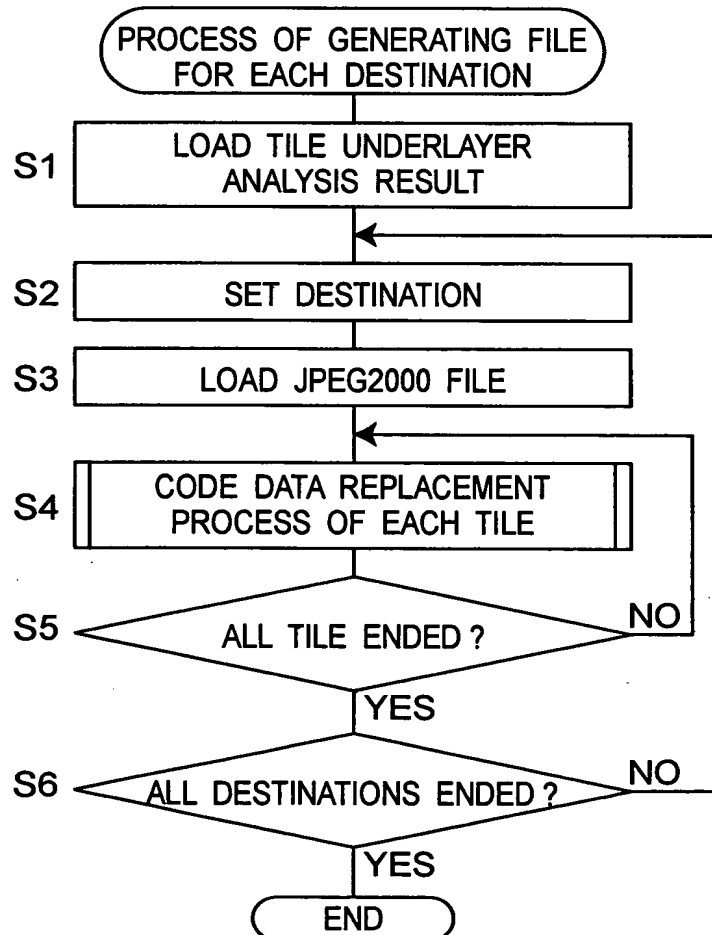 PROCESS OF GENERATING FILE
FOR EACH DESTINATION
S1
LOAD TILE UNDERLAYER
ANALYSIS RESULT
S2
SET DESTINATION
S3
LOAD JPEG2000 FILE
S4
CODE DATA REPLACEMENT
PROCESS OF EACH TILE
S5
ALL TILE ENDED?
NO
YES
S6
ALL DESTINATIONS ENDED?
NO
YES
END